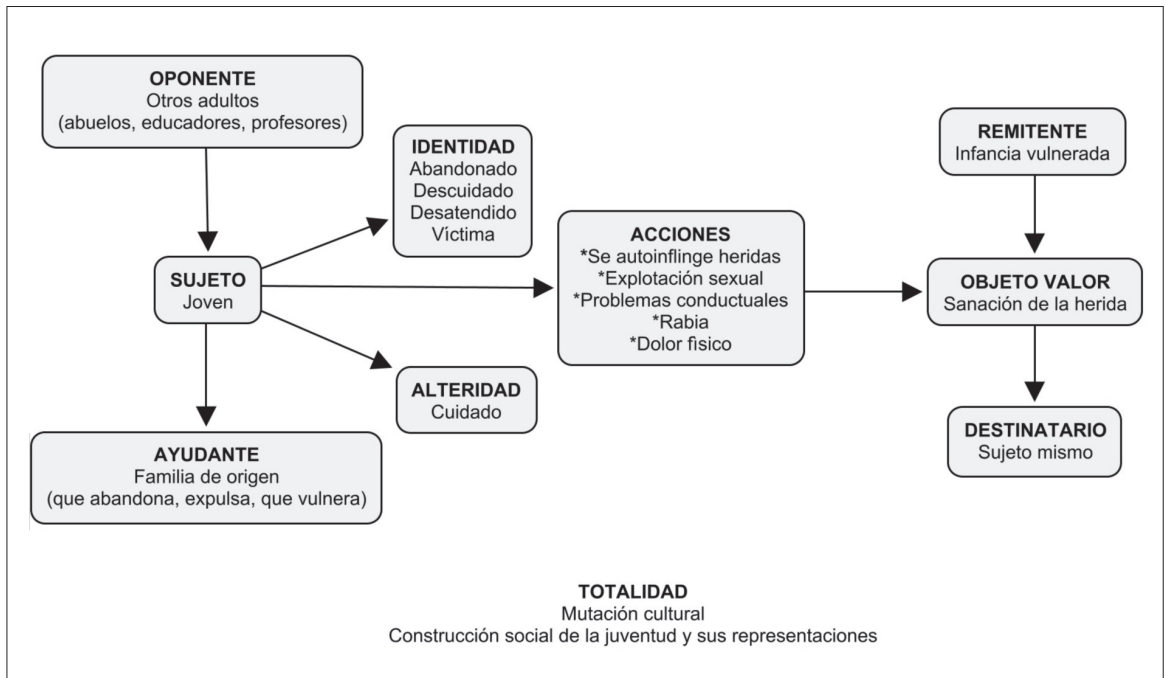 OPONENTE
Otros adultos
(abuelos, educadores, profesores)
IDENTIDAD
Abandonado
Descuidado
Desatendido
Víctima
SUJETO
Joven
ALTERIDAD
Cuidado
AYUDANTE
Familia de origen
(que abandona, expulsa, que vulnera)
ACCIONES
*Se autoinflinge heridas
*Explotación sexual
*Problemas conductuales
*Rabia
*Dolor fìsico
REMITENTE
Infancia vulnerada
OBJETO VALOR
Sanación de la herida
DESTINATARIO
Sujeto mismo
TOTALIDAD
Mutación cultural
Construcción social de la juventud y sus representaciones